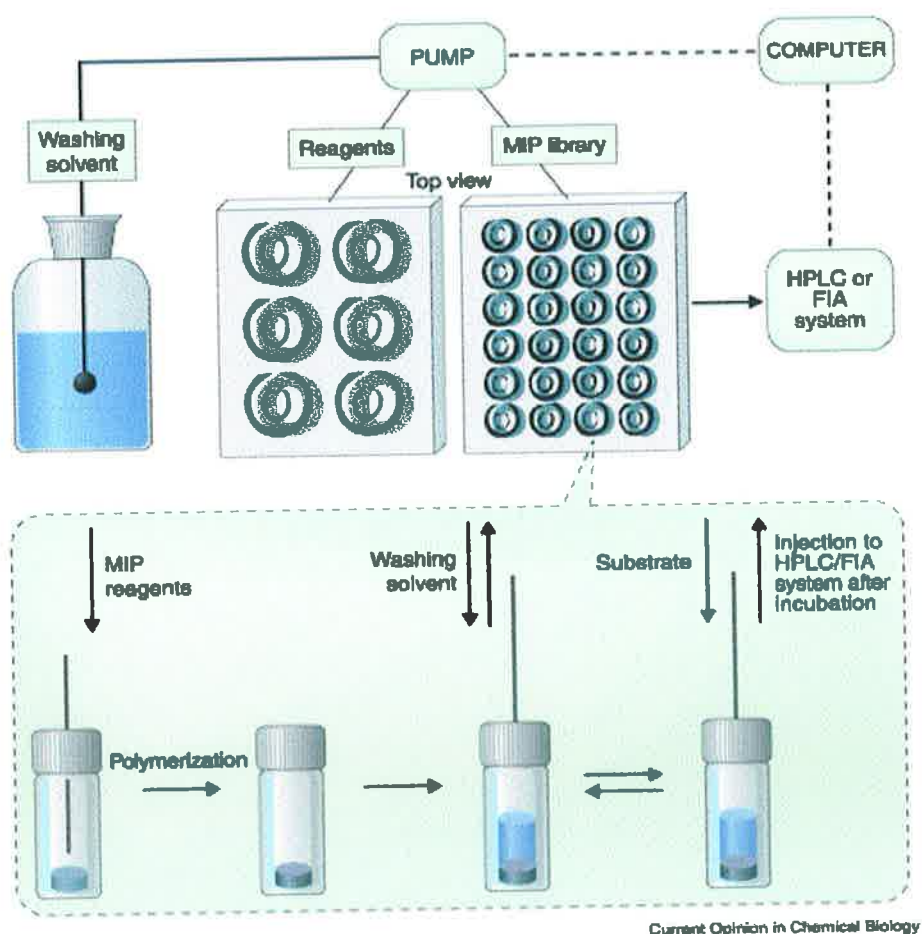 PUMP
COMPUTER
Washing
solvent
Reagents
MIP library
Top view
HPLC or
FIA
system
MIP
reagents
Washing
solvent
Substrate
Injection to
HPLC/FIA
system after
incubation
Polymerization
Current Opinion in Chemical Biology